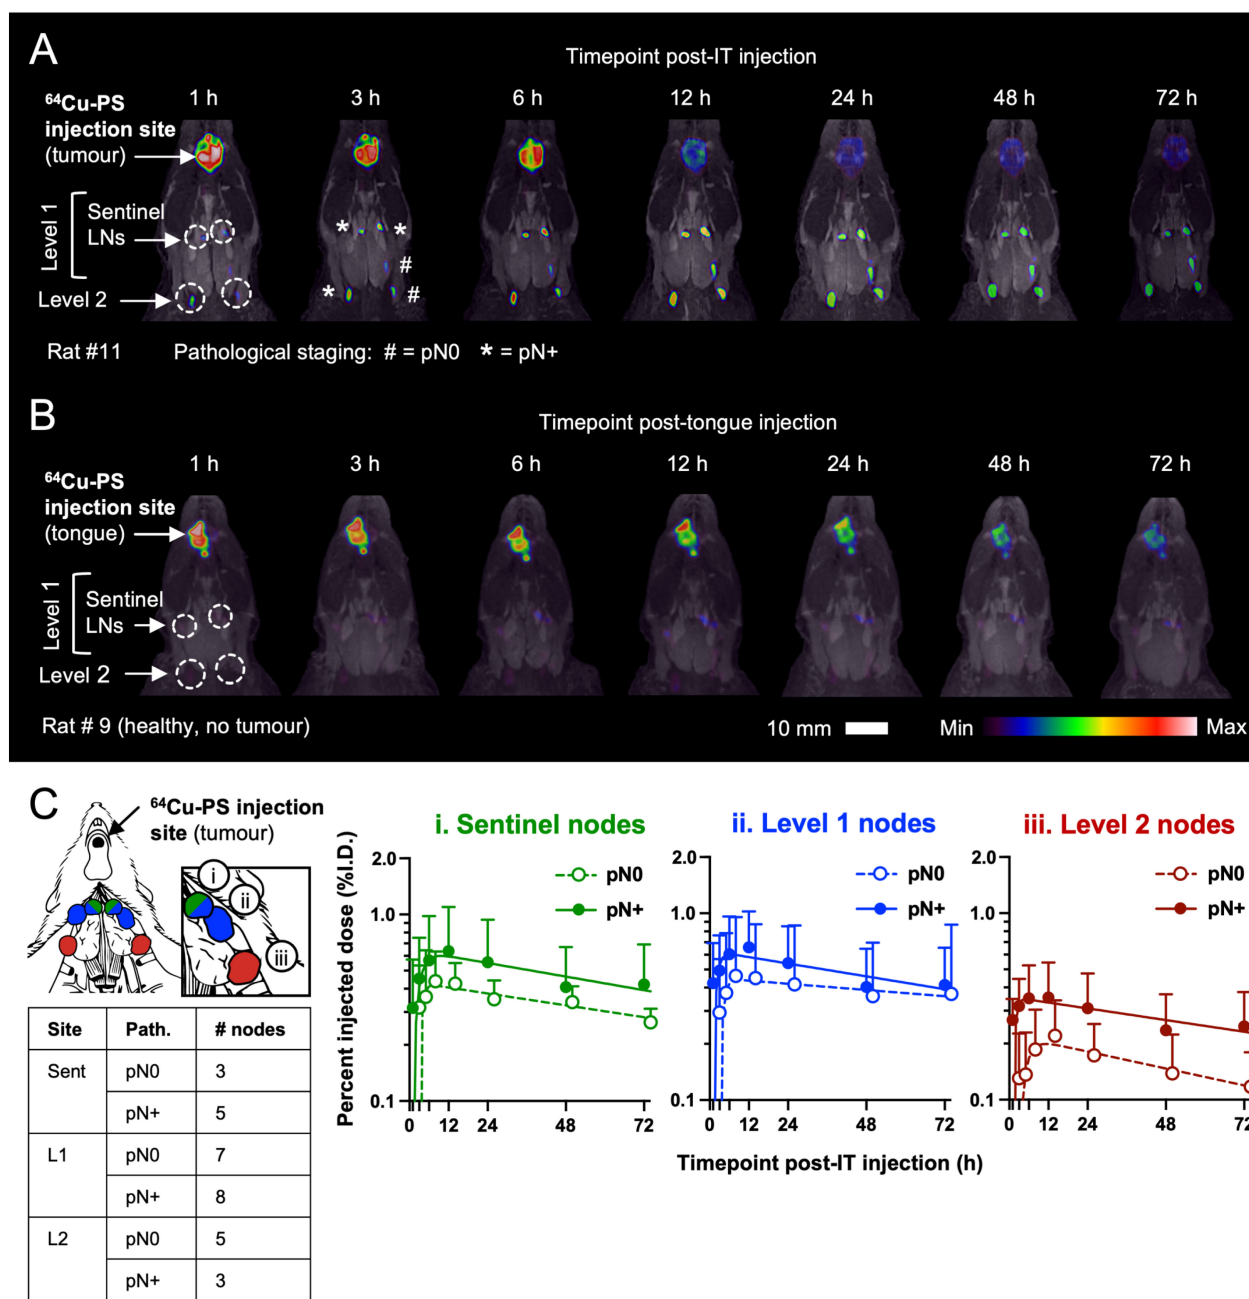 A
Timepoint post-IT injection
⁶⁴Cu-PS
injection site
(tumour)
1 h
3 h
6 h
12 h
24 h
48 h
72 h
Level 1
Sentinel
LNs
Level 2
*
*
#
*
#
Rat #11
Pathological staging: # = pN0 * = pN+
B
Timepoint post-tongue injection
⁶⁴Cu-PS
injection site
(tongue)
1 h
3 h
6 h
12 h
24 h
48 h
72 h
Level 1
Sentinel
LNs
Level 2
Rat # 9 (healthy, no tumour)
10 mm
Min
Max
C
⁶⁴Cu-PS injection
site (tumour)
i
ii
iii
Site Path. # nodes
Sent pN0 3
pN+ 5
L1 pN0 7
pN+ 8
L2 pN0 5
pN+ 3
i. Sentinel nodes
Percent injected dose (%I.D.)
2.0
1.0
0.1
pN0
pN+
0 12 24 48 72
ii. Level 1 nodes
2.0
1.0
0.1
pN0
pN+
0 12 24 48 72
iii. Level 2 nodes
2.0
1.0
0.1
pN0
pN+
0 12 24 48 72
Timepoint post-IT injection (h)